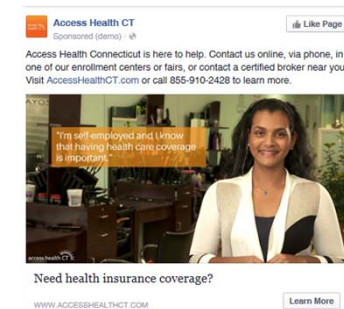 Access Health CT
Like Page
Sponsored (demo) ·
Access Health Connecticut is here to help. Contact us online, via phone, in
one of our enrollment centers or fairs, or contact a certified broker near you
Visit AccessHealthCT.com or call 855-910-2428 to learn more.
"I'm self-employed and I know
that having health care coverage
is important."
access health CT
Need health insurance coverage?
WWW.ACCESSHEALTHCT.COM
Learn More